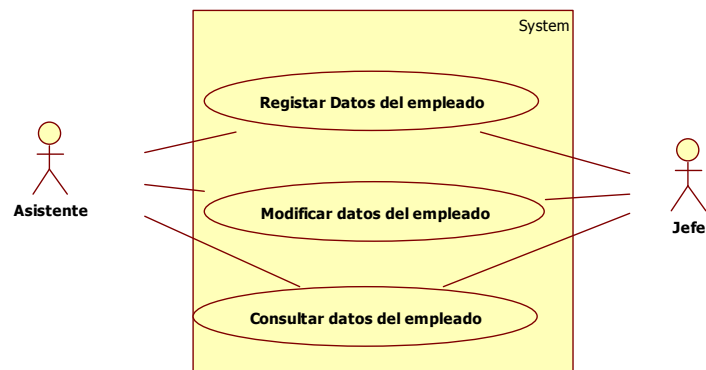 System
Registar Datos del empleado
Asistente
Modificar datos del empleado
Jefe
Consultar datos del empleado